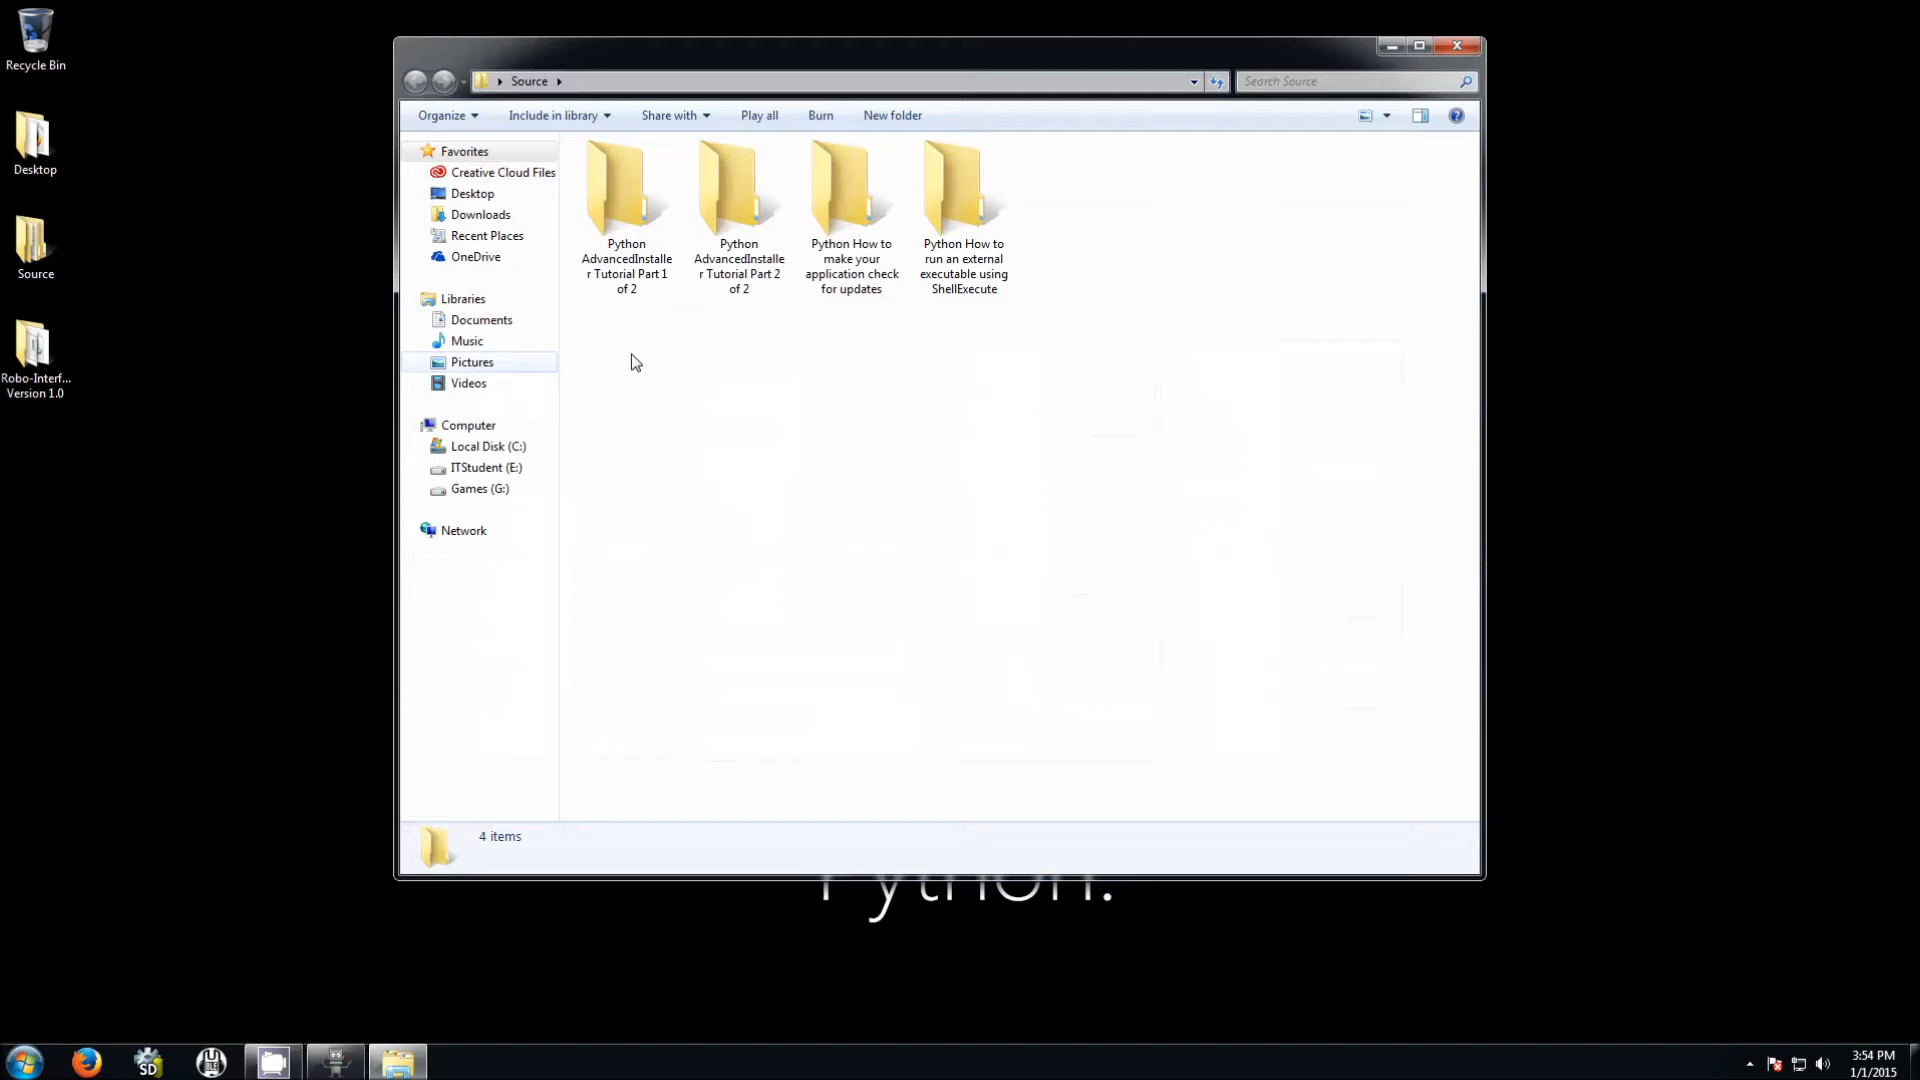 Recycle Bin
Desktop
Source
Robo-Interf...
Version 1.0
Source
Search Source
Organize
Include in library
Share with
Play all
Burn
New folder
Favorites
Creative Cloud Files
Desktop
Downloads
Recent Places
OneDrive
Libraries
Documents
Music
Pictures
Videos
Computer
Local Disk (C:)
ITStudent (E:)
Games (G:)
Network
Python
AdvancedInstalle
r Tutorial Part 1
of 2
Python
AdvancedInstalle
r Tutorial Part 2
of 2
Python How to
make your
application check
for updates
Python How to
run an external
executable using
ShellExecute
4 items
Python.
SD
UBLE
3:54 PM
1/1/2015